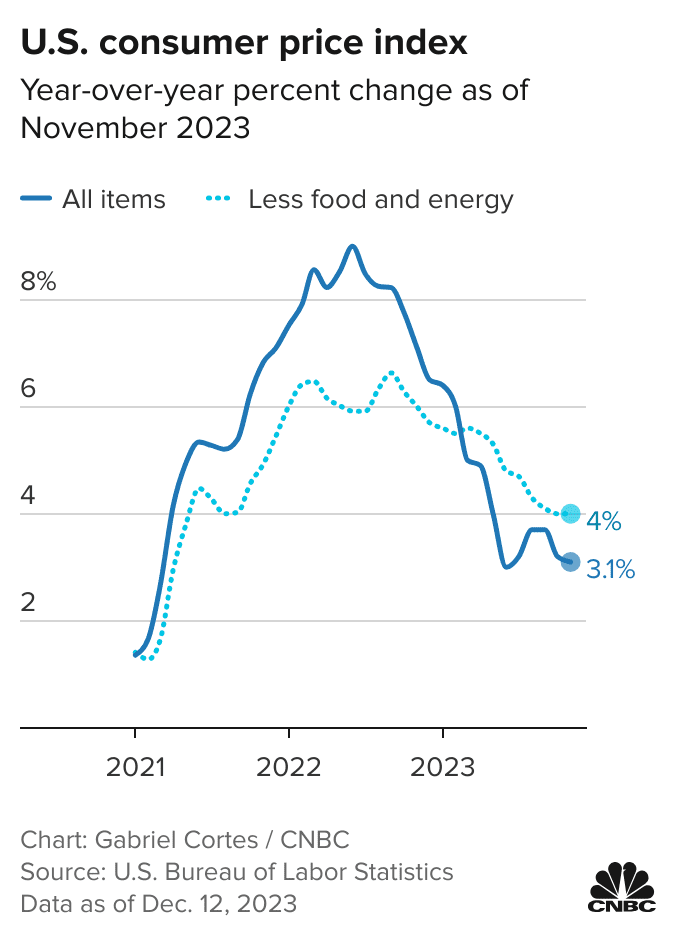 U.S. consumer price index
Year-over-year percent change as of
November 2023
All items
Less food and energy
8%
6
4
4%
3.1%
2
2021
2022
2023
Chart: Gabriel Cortes / CNBC
Source: U.S. Bureau of Labor Statistics
Data as of Dec. 12, 2023
CNBC